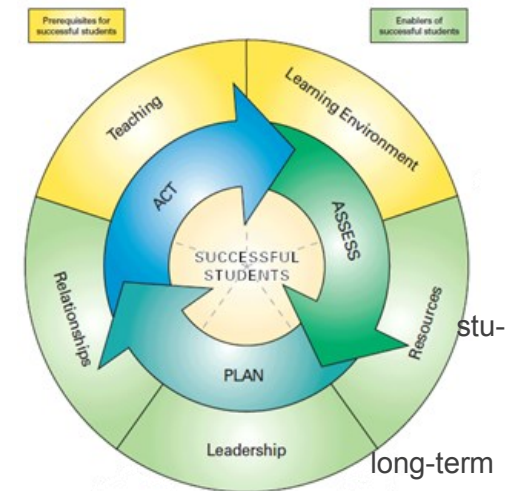 Prerequisites for
successful students
Enablers of
successful students
Teaching
Learning Environment
ACT
ASSESS
SUCCESSFUL
STUDENTS
Relationships
Resources
stu-
PLAN
Leadership
long-term